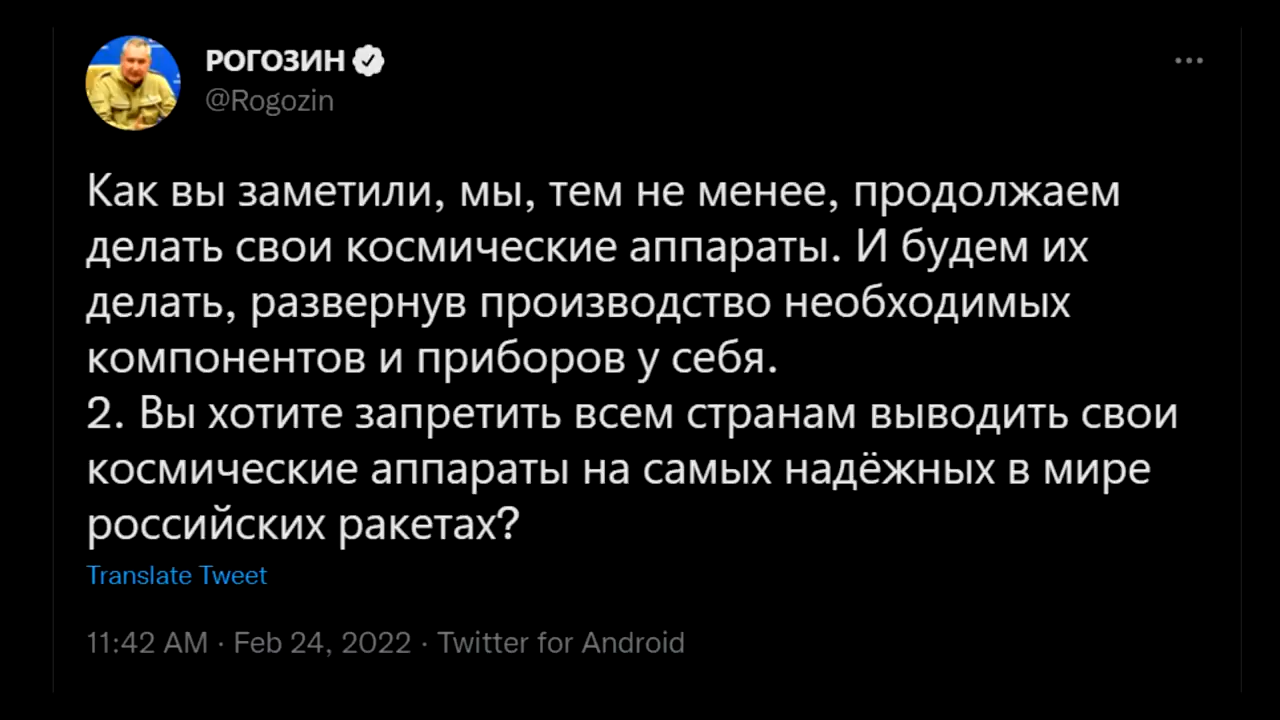 РОГОЗИН
@Rogozin
Как вы заметили, мы, тем не менее, продолжаем
делать свои космические аппараты. И будем их
делать, развернув производство необходимых
компонентов и приборов у себя.
2. Вы хотите запретить всем странам выводить свои
космические аппараты на самых надёжных в мире
российских ракетах?
Translate Tweet
11:42 AM · Feb 24, 2022 · Twitter for Android